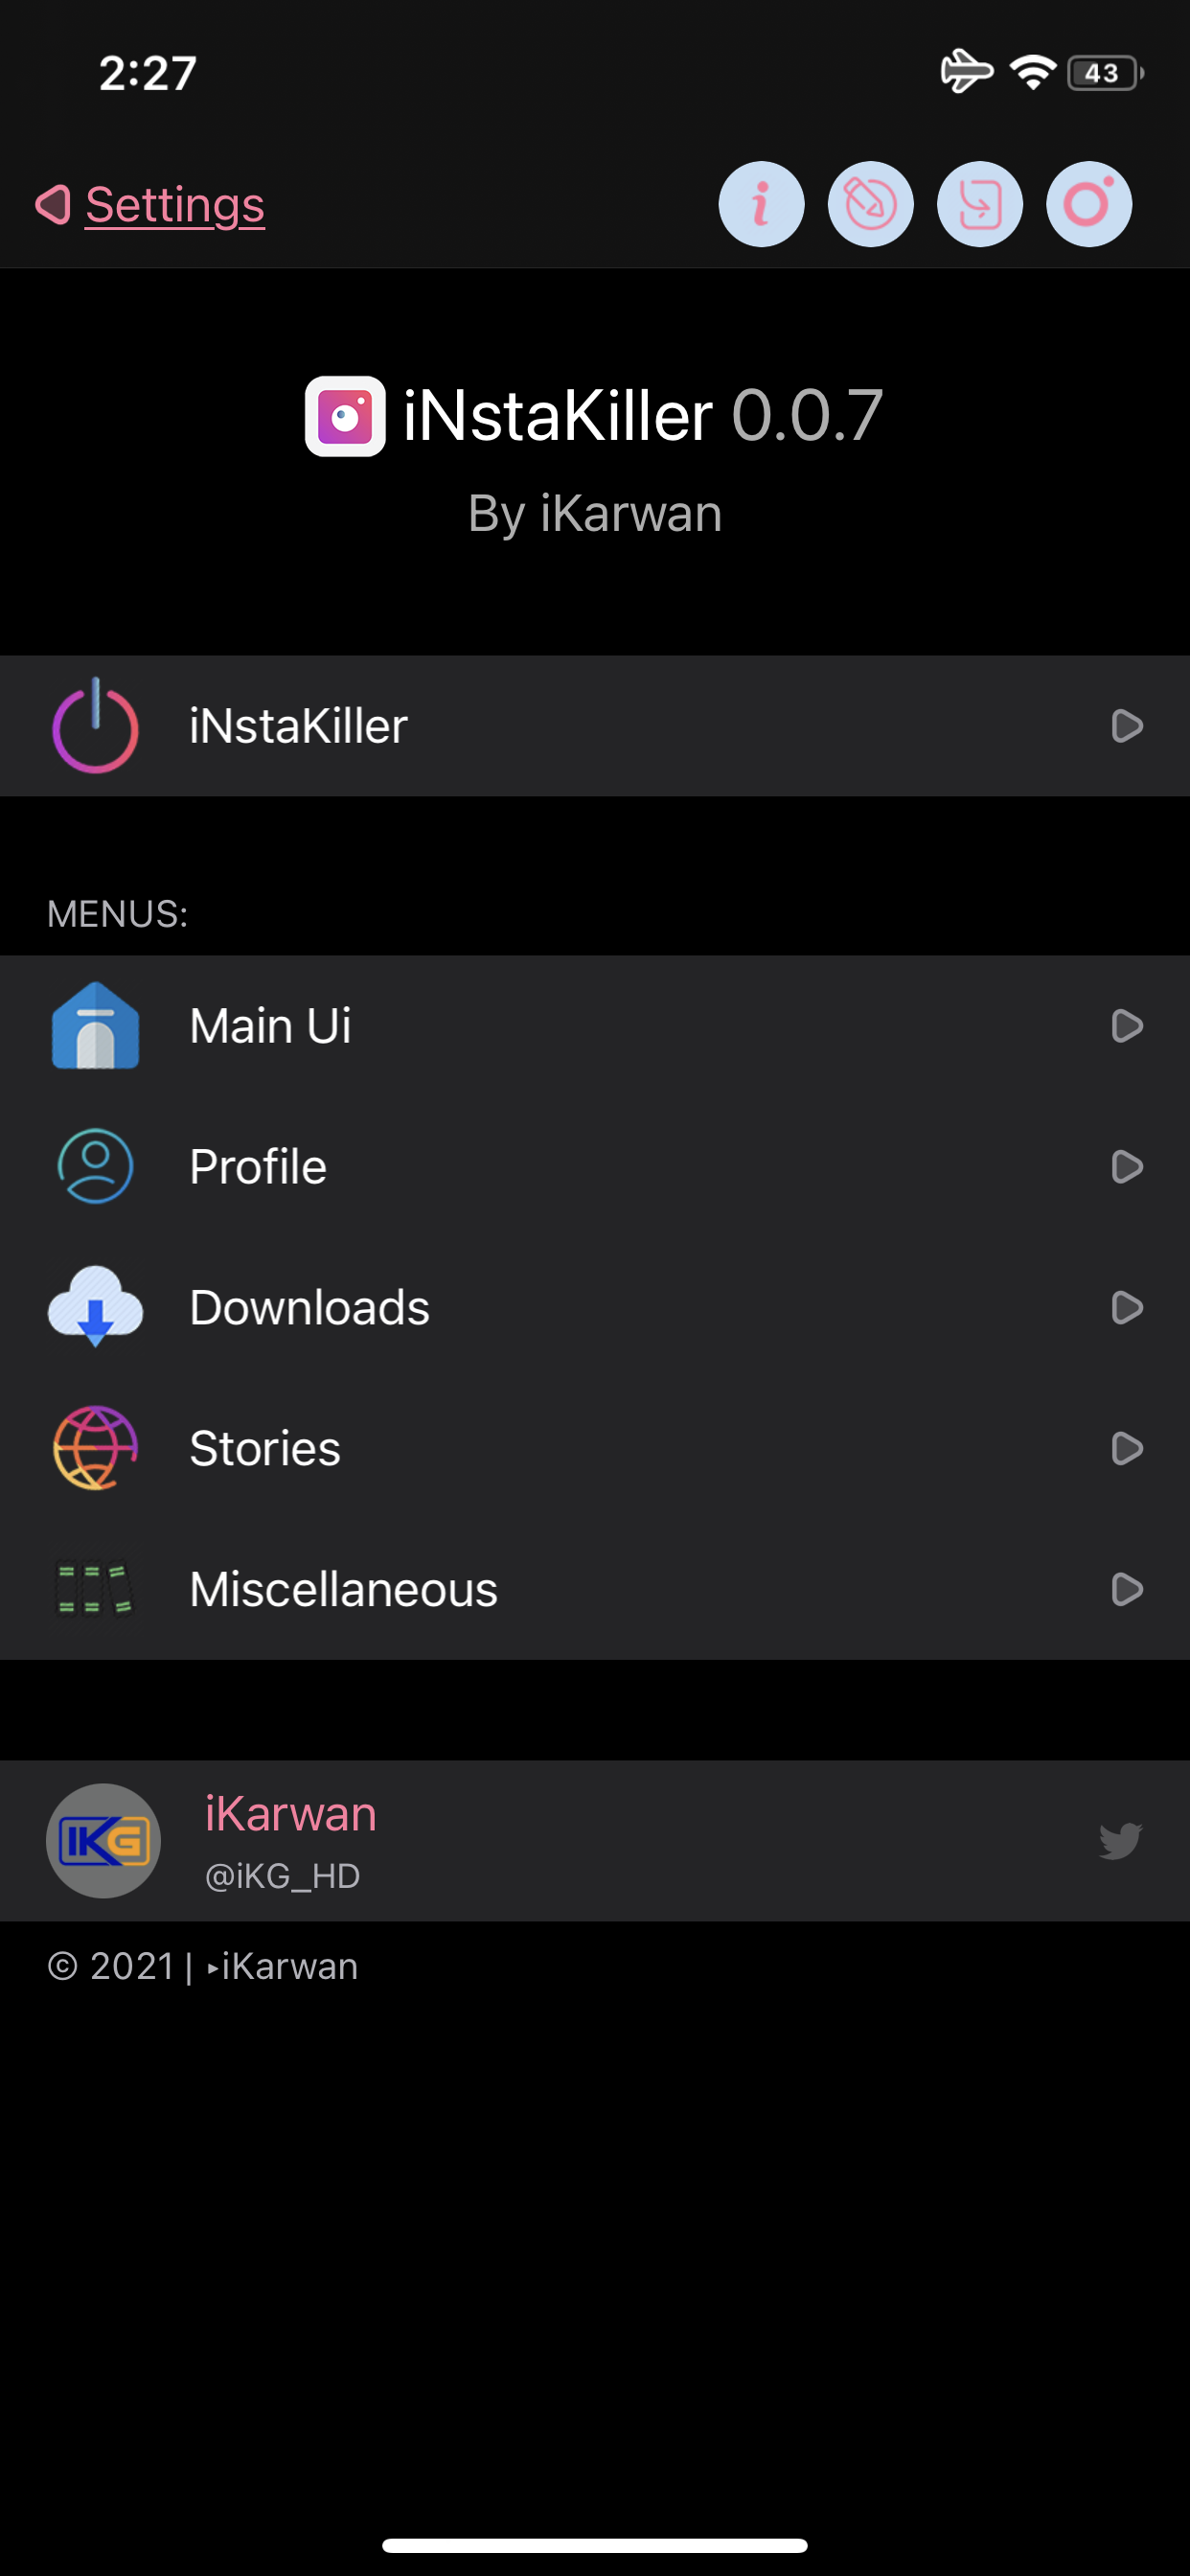 2:27
43
Settings
iNstaKiller 0.0.7
By iKarwan
iNstaKiller
MENUS:
Main Ui
Profile
Downloads
Stories
Miscellaneous
IKG
iKarwan
@iKG_HD
© 2021 | ▸iKarwan